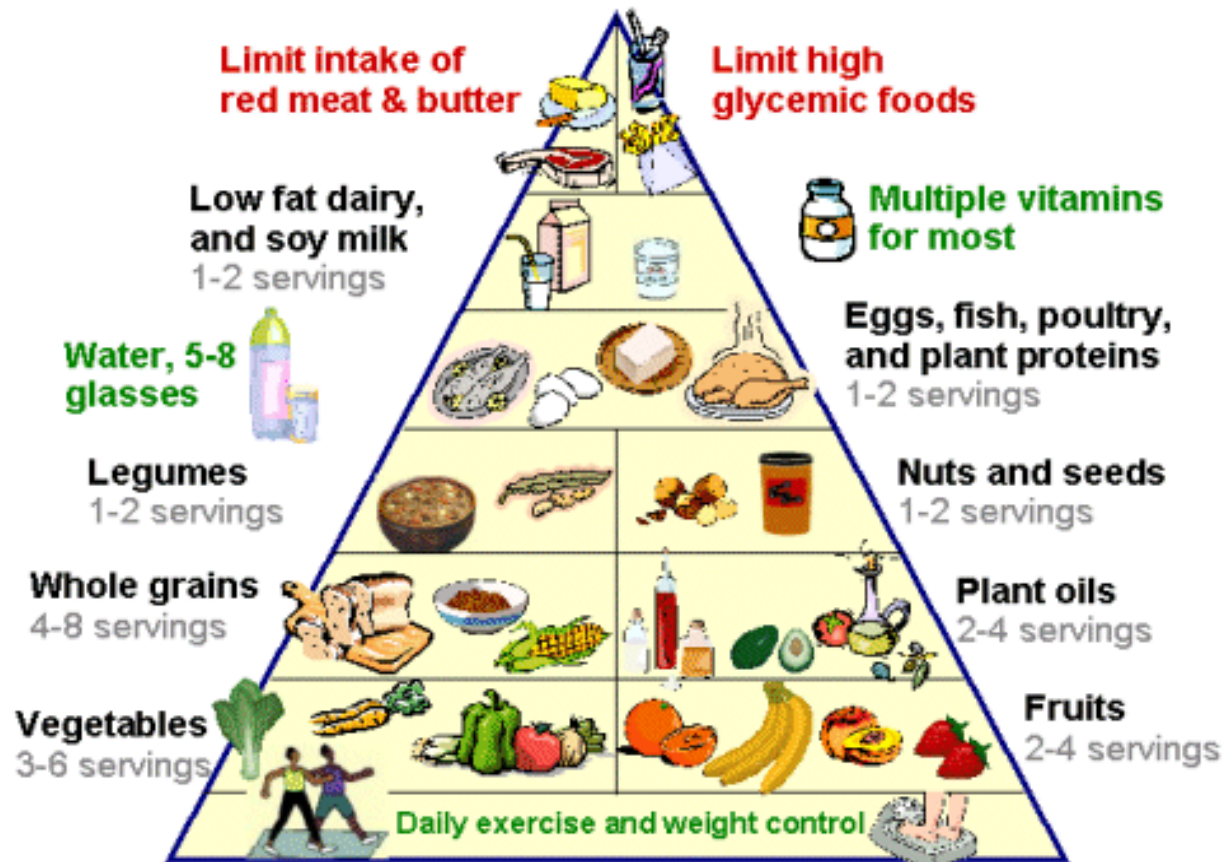 Limit intake of
red meat & butter
Limit high
glycemic foods
Low fat dairy,
and soy milk
1-2 servings
Multiple vitamins
for most
Water, 5-8
glasses
Eggs, fish, poultry,
and plant proteins
1-2 servings
Legumes
1-2 servings
Nuts and seeds
1-2 servings
Whole grains
4-8 servings
Plant oils
2-4 servings
Vegetables
3-6 servings
Fruits
2-4 servings
Daily exercise and weight control